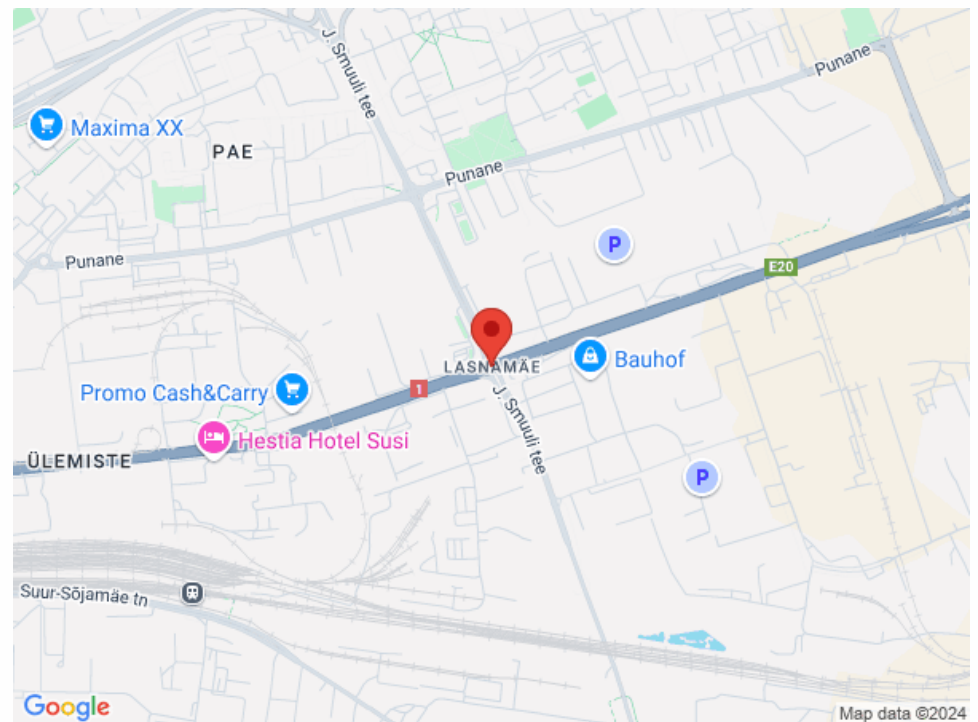 J. Smuuli tee
Punane
Maxima XX
PAE
Punane
Punane
P
E20
LASNAMÄE
Bauhof
1
Promo Cash&Carry
J. Smuuli tee
Hestia Hotel Susi
ÜLEMISTE
P
Suur-Sõjamäe tn
Google
Map data ©2024